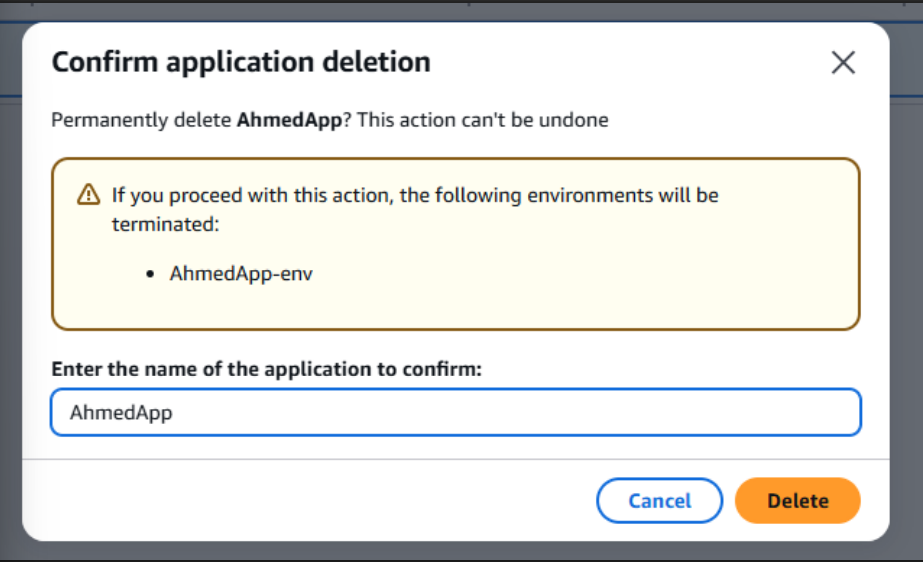 Confirm application deletion
Permanently delete AhmedApp? This action can't be undone
If you proceed with this action, the following environments will be
terminated:
• AhmedApp-env
Enter the name of the application to confirm:
AhmedApp
Cancel
Delete